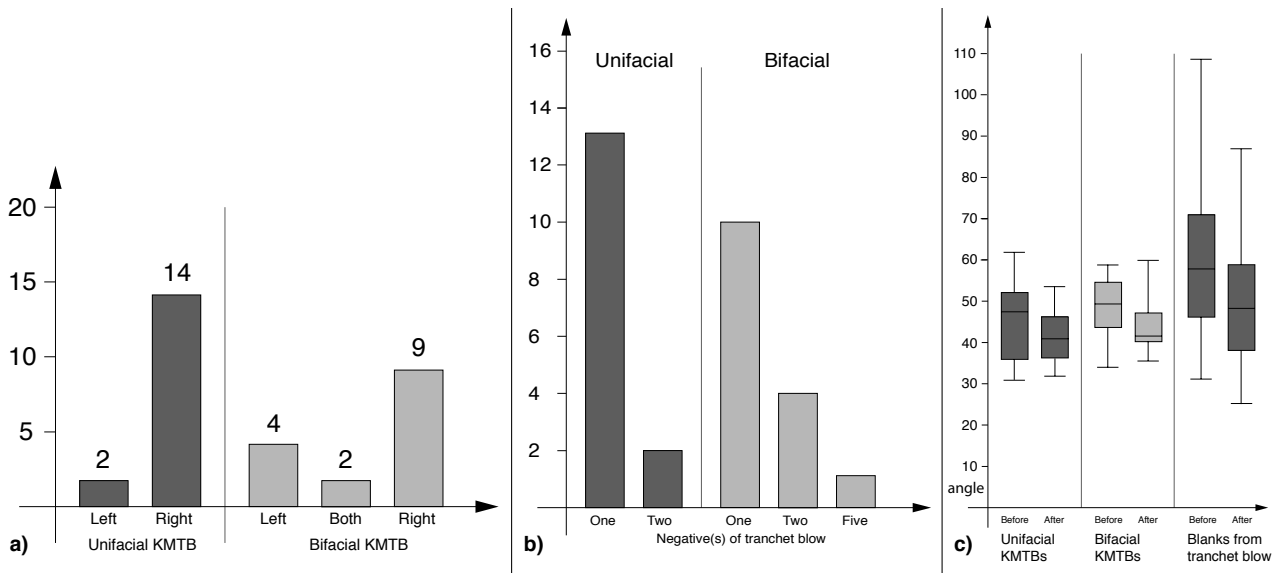 20
15
10
5
2
14
4
2
9
Left Right Left Both Right
Unifacial KMTB Bifacial KMTB
a)
16
14
12
10
8
6
4
2
Unifacial Bifacial
One Two One Two Five
Negative(s) of tranchet blow
b)
110
100
90
80
70
60
50
40
30
20
10
angle
Before After Before After Before After
Unifacial KMTBs
Bifacial KMTBs
Blanks from tranchet blow
c)